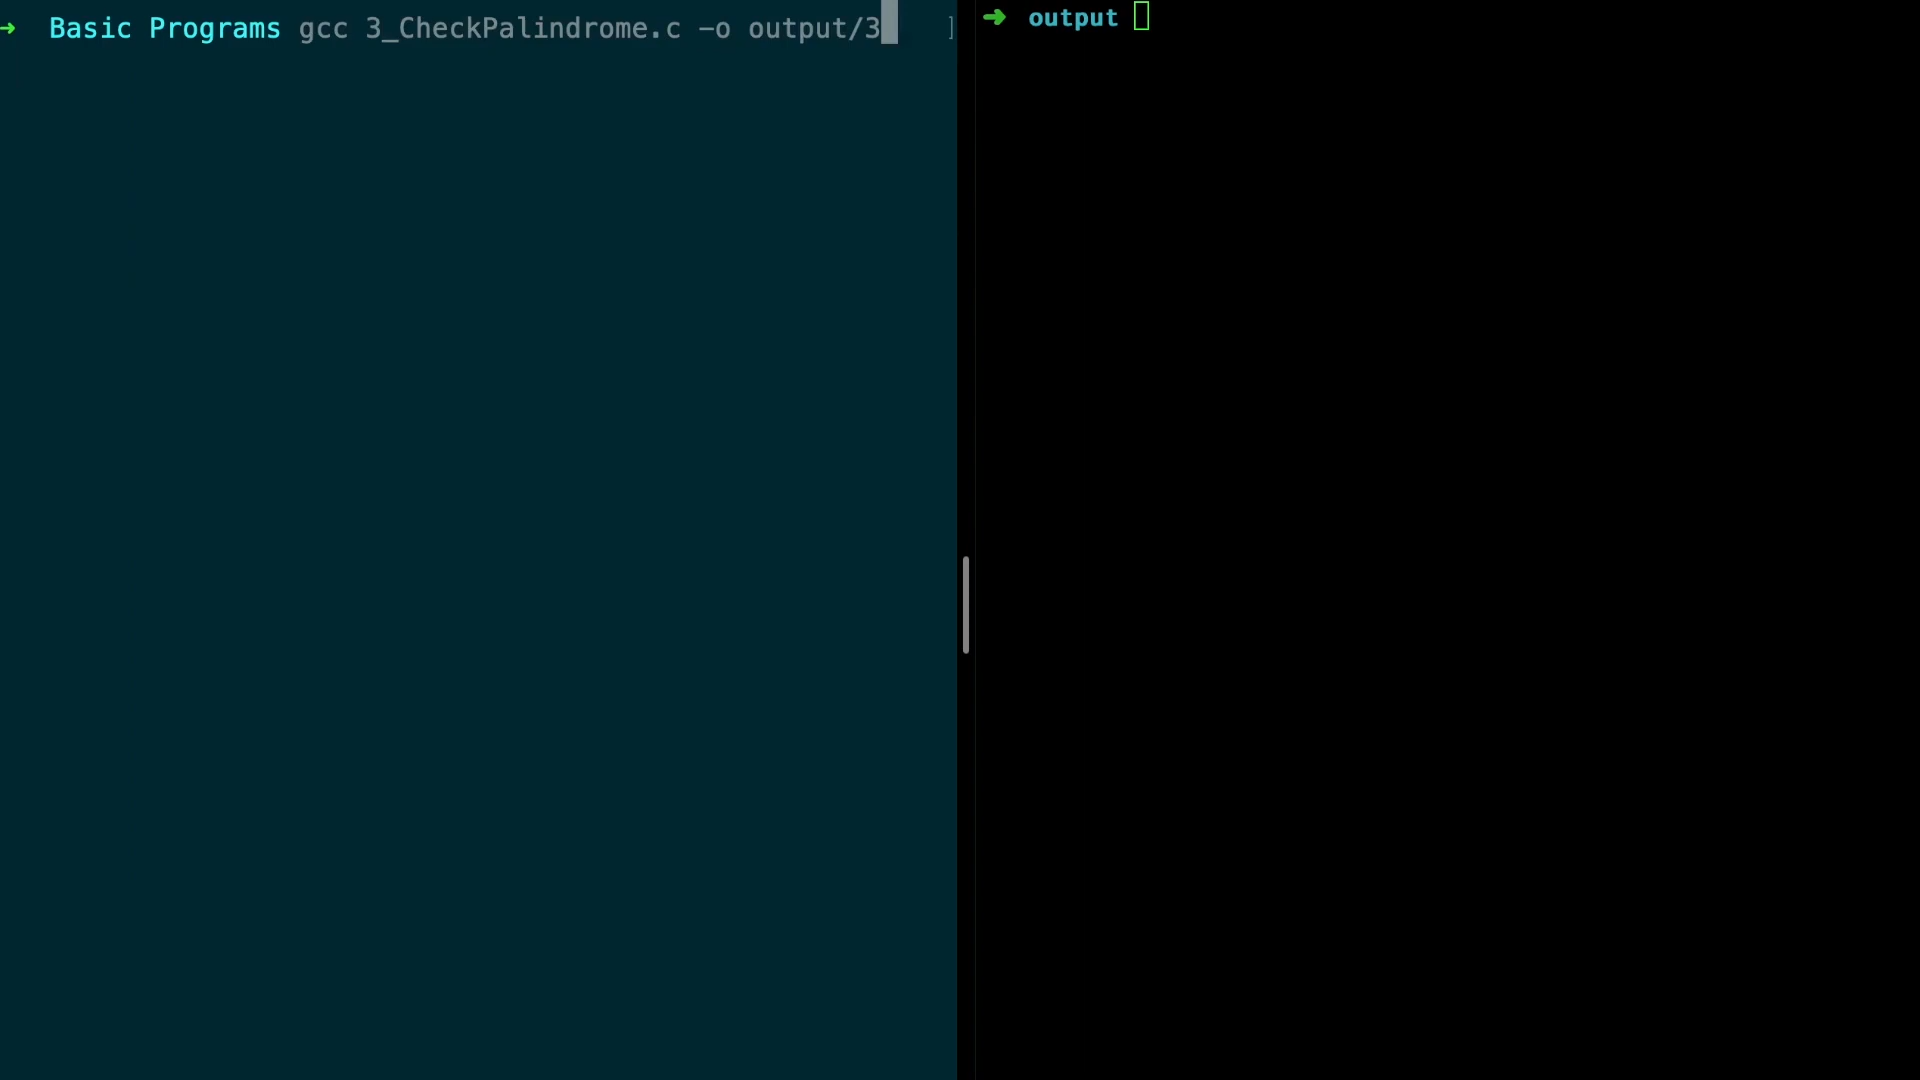 ➜ Basic Programs gcc 3_CheckPalindrome.c -o output/3 ]
➜ output